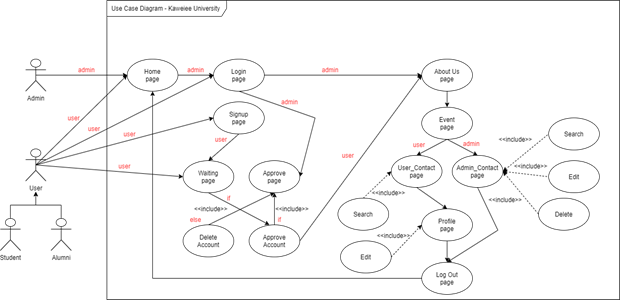 Use Case Diagram - Kaweiee University
admin
Home
page
admin
Login
page
admin
About Us
page
Admin
user
user
admin
Signup
page
Event
page
user
user
user
admin
<<include>>
Search
user
user
Waiting
page
Approve
page
User_Contact
page
Admin_Contact
page
<<include>>
Edit
User
if
<<include>>
<<include>>
<<include>>
<<include>>
Search
Delete
else
if
Delete
Account
Approve
Account
Profile
page
<<include>>
Edit
Student
Alumni
Log Out
page